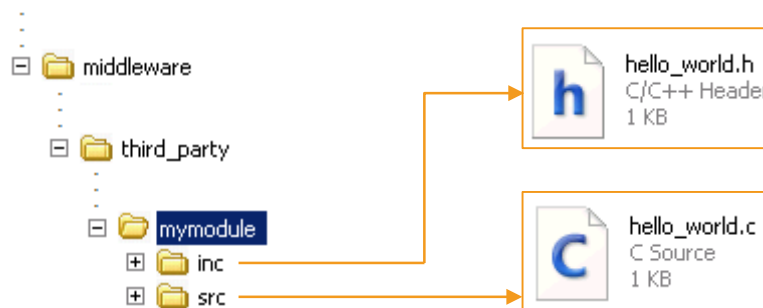 middleware
third_party
mymodule
inc
src
hello_world.h
C/C++ Header
1 KB
hello_world.c
C Source
1 KB
h
C